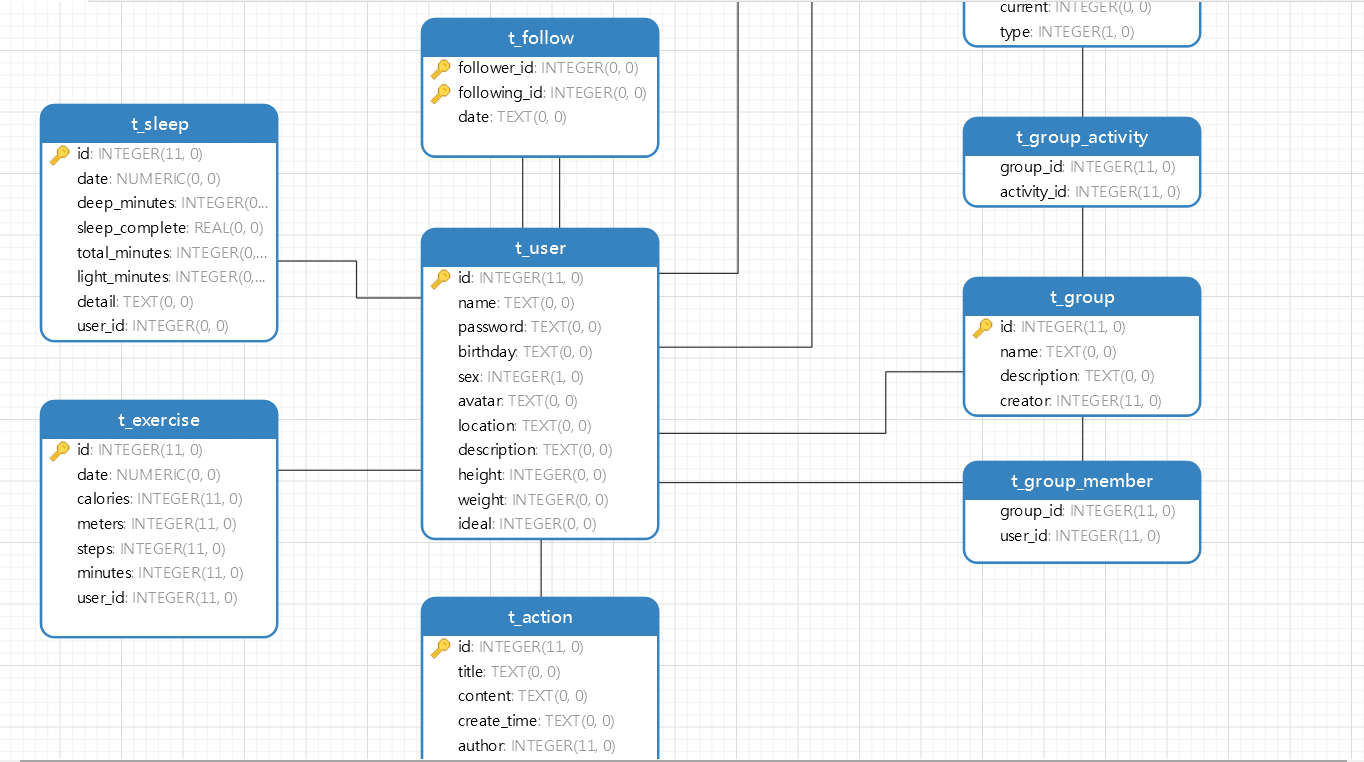 t_follow
follower_id: INTEGER(0, 0)
following_id: INTEGER(0, 0)
date: TEXT(0, 0)
t_sleep
id: INTEGER(11, 0)
date: NUMERIC(0, 0)
deep_minutes: INTEGER(0...
sleep_complete: REAL(0, 0)
total_minutes: INTEGER(0,...
light_minutes: INTEGER(0,...
detail: TEXT(0, 0)
user_id: INTEGER(0, 0)
t_exercise
id: INTEGER(11, 0)
date: NUMERIC(0, 0)
calories: INTEGER(11, 0)
meters: INTEGER(11, 0)
steps: INTEGER(11, 0)
minutes: INTEGER(11, 0)
user_id: INTEGER(11, 0)
t_user
id: INTEGER(11, 0)
name: TEXT(0, 0)
password: TEXT(0, 0)
birthday: TEXT(0, 0)
sex: INTEGER(1, 0)
avatar: TEXT(0, 0)
location: TEXT(0, 0)
description: TEXT(0, 0)
height: INTEGER(0, 0)
weight: INTEGER(0, 0)
ideal: INTEGER(0, 0)
t_action
id: INTEGER(11, 0)
title: TEXT(0, 0)
content: TEXT(0, 0)
create_time: TEXT(0, 0)
author: INTEGER(11, 0)
current: INTEGER(0, 0)
type: INTEGER(1, 0)
t_group_activity
group_id: INTEGER(11, 0)
activity_id: INTEGER(11, 0)
t_group
id: INTEGER(11, 0)
name: TEXT(0, 0)
description: TEXT(0, 0)
creator: INTEGER(11, 0)
t_group_member
group_id: INTEGER(11, 0)
user_id: INTEGER(11, 0)